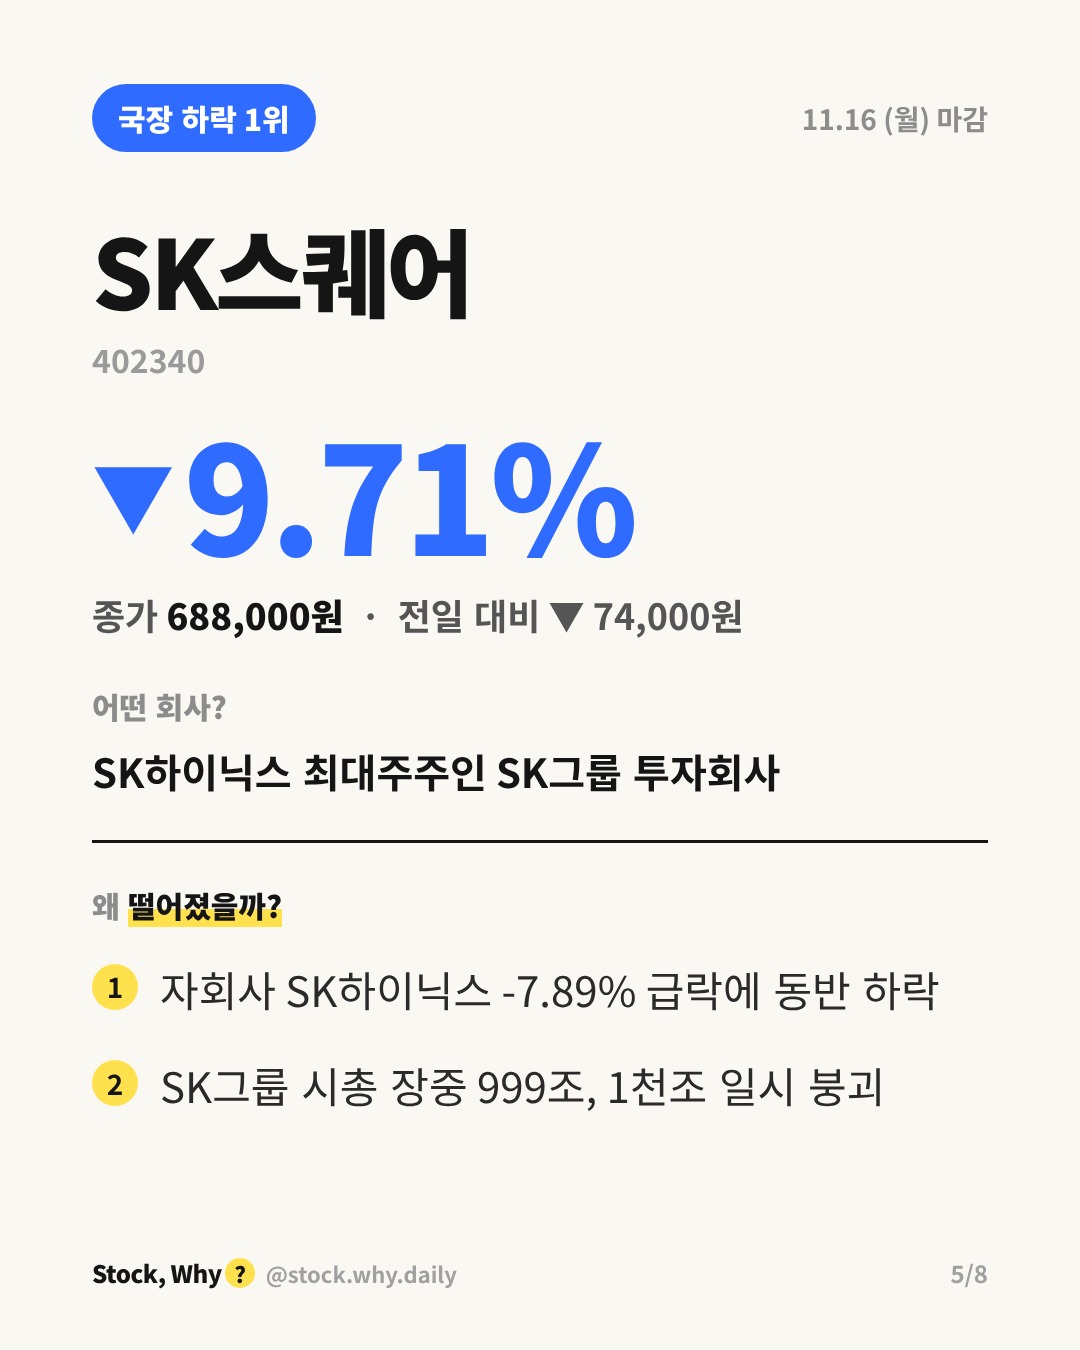 국장 하락 1위
11.16 (월) 마감
SK스퀘어
402340
▼9.71%
종가 688,000원 · 전일 대비 ▼ 74,000원
어떤 회사?
SK하이닉스 최대주주인 SK그룹 투자회사
왜 떨어졌을까?
1 자회사 SK하이닉스 -7.89% 급락에 동반 하락
2 SK그룹 시총 장중 999조, 1천조 일시 붕괴
Stock, Why ? @stock.why.daily
5/8